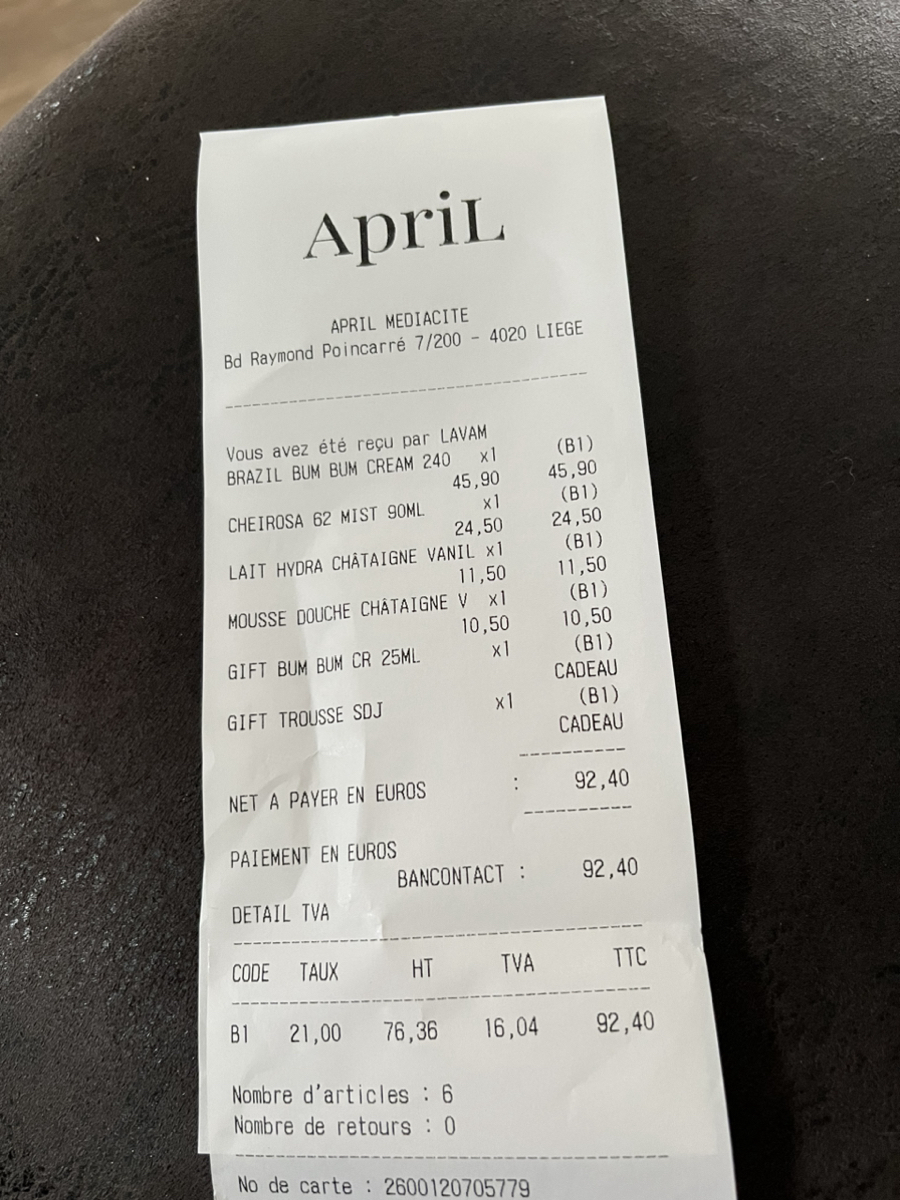 ApriL
APRIL MEDIACITE
Bd Raymond Poincarré 7/200 - 4020 LIEGE
Vous avez été reçu par LAVAM
BRAZIL BUM BUM CREAM 240 x1 (B1)
45,90 45,90
CHEIROSA 62 MIST 90ML x1 (B1)
24,50 24,50
LAIT HYDRA CHÂTAIGNE VANIL x1 (B1)
11,50 11,50
MOUSSE DOUCHE CHÂTAIGNE V x1 (B1)
10,50 10,50
GIFT BUM BUM CR 25ML x1 (B1)
CADEAU
GIFT TROUSSE SDJ x1 (B1)
CADEAU
NET A PAYER EN EUROS : 92,40
PAIEMENT EN EUROS
BANCONTACT : 92,40
DETAIL TVA
CODE TAUX HT TVA TTC
B1 21,00 76,36 16,04 92,40
Nombre d'articles : 6
Nombre de retours : 0
No de carte : 2600120705779